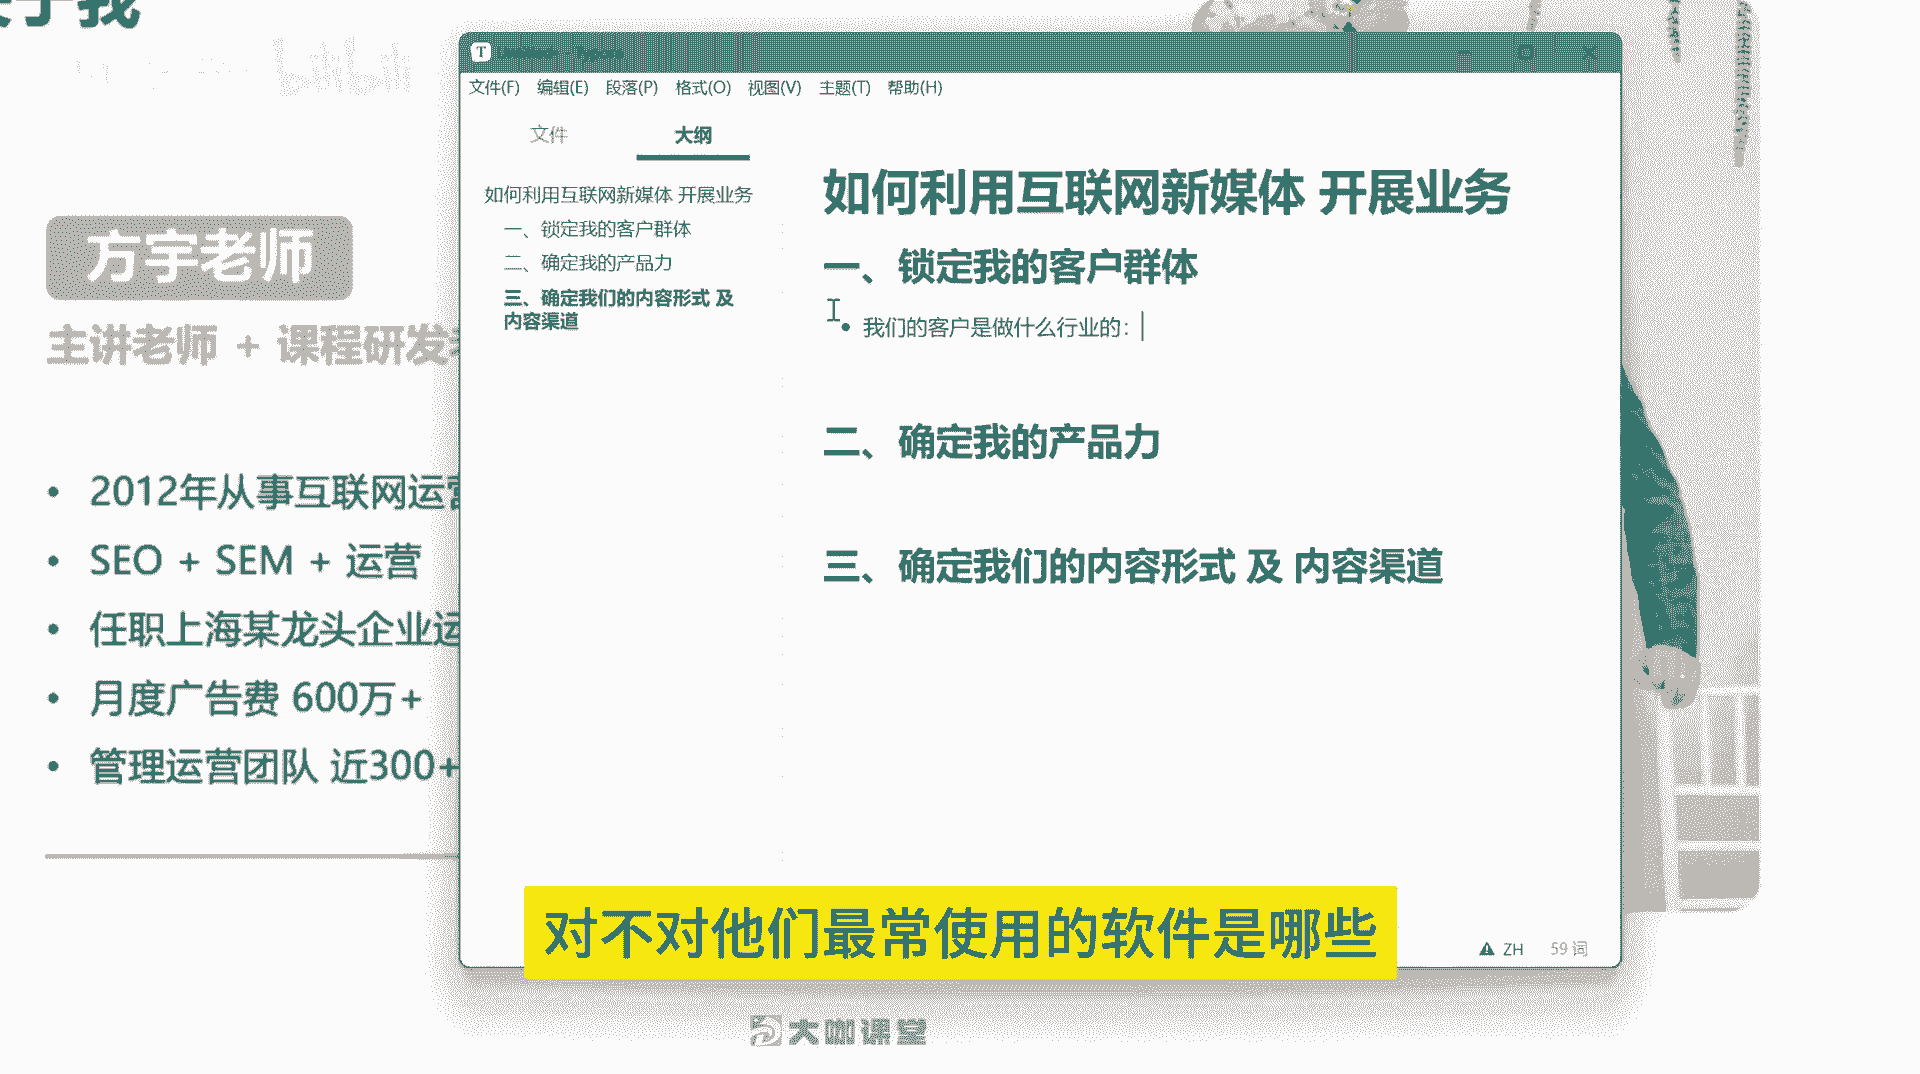 于我
bilibili
方宇老师
主讲老师 + 课程研发
2012年从事互联网运营
SEO + SEM + 运营
任职上海某龙头企业运
月度广告费 600万+
管理运营团队 近300+
文件(F) 编辑(E) 段落(P) 格式(O) 视图(V) 主题(T) 帮助(H)
文件 大纲
如何利用互联网新媒体 开展业务
一、锁定我的客户群体
二、确定我的产品力
三、确定我们的内容形式 及
内容渠道
如何利用互联网新媒体 开展业务
一、锁定我的客户群体
我们的客户是做什么行业的：
二、确定我的产品力
三、确定我们的内容形式 及 内容渠道
ZH 59 词
对不对他们最常使用的软件是哪些
大咖课堂